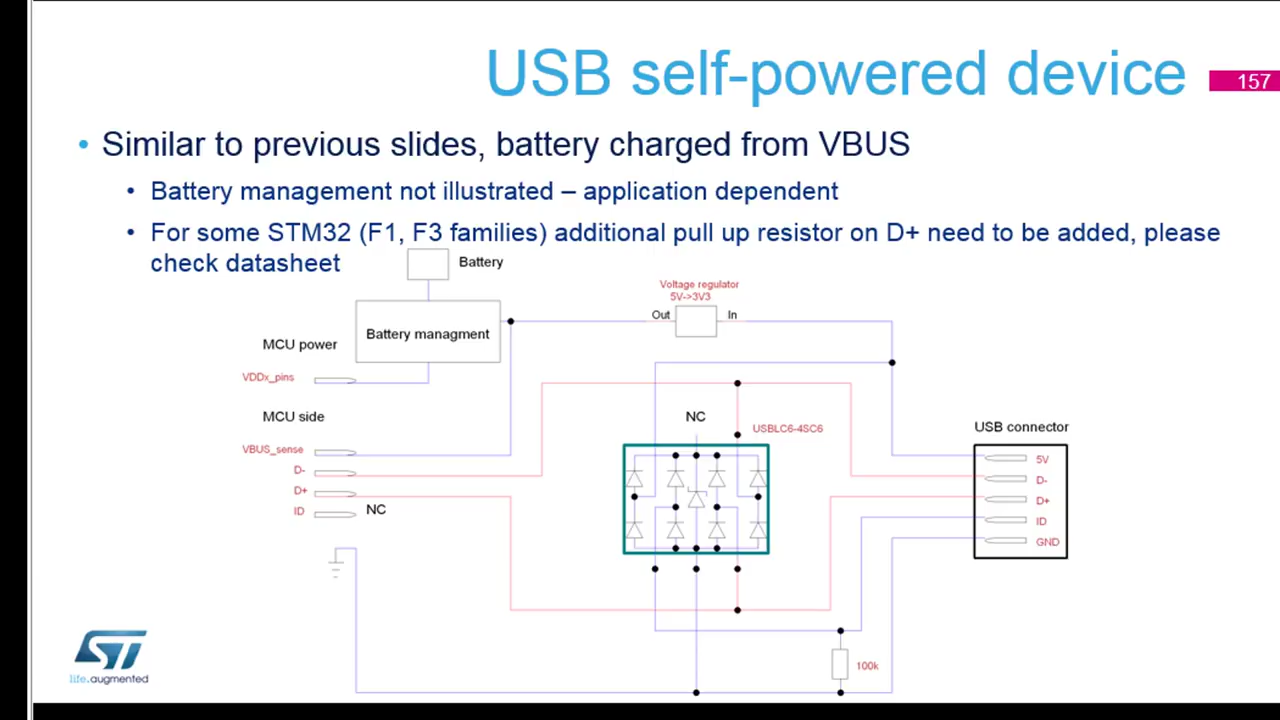 USB self-powered device
157
• Similar to previous slides, battery charged from VBUS
• Battery management not illustrated – application dependent
• For some STM32 (F1, F3 families) additional pull up resistor on D+ need to be added, please
check datasheet
Battery
Voltage regulator
5V->3V3
Out
In
Battery managment
MCU power
VDDx_pins
MCU side
NC
USBLC6-4SC6
USB connector
VBUS_sense
D-
D+
ID
NC
5V
D-
D+
ID
GND
100k
ST
life.augmented